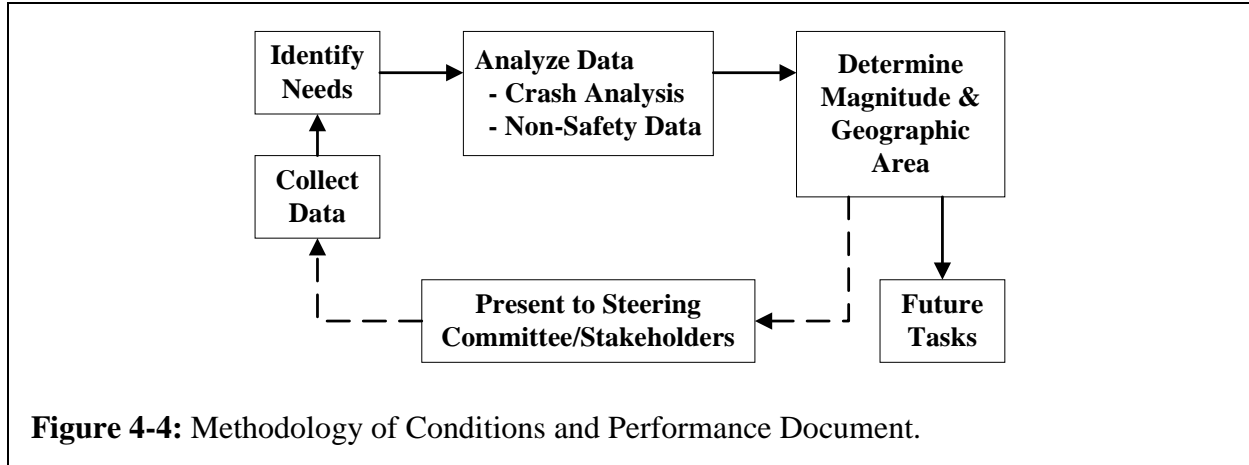 Identify
Needs
Analyze Data
- Crash Analysis
- Non-Safety Data
Determine
Magnitude &
Geographic
Area
Collect
Data
Present to Steering
Committee/Stakeholders
Future
Tasks
Figure 4-4: Methodology of Conditions and Performance Document.